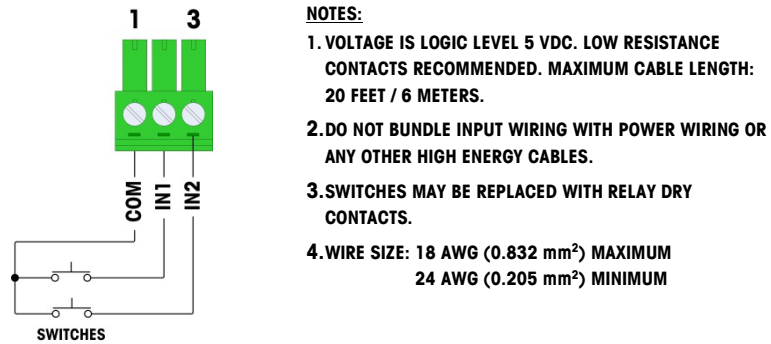 1 3
COM
IN1
IN2
SWITCHES
NOTES:
1. VOLTAGE IS LOGIC LEVEL 5 VDC. LOW RESISTANCE
CONTACTS RECOMMENDED. MAXIMUM CABLE LENGTH:
20 FEET / 6 METERS.
2. DO NOT BUNDLE INPUT WIRING WITH POWER WIRING OR
ANY OTHER HIGH ENERGY CABLES.
3. SWITCHES MAY BE REPLACED WITH RELAY DRY
CONTACTS.
4. WIRE SIZE: 18 AWG (0.832 mm²) MAXIMUM
24 AWG (0.205 mm²) MINIMUM